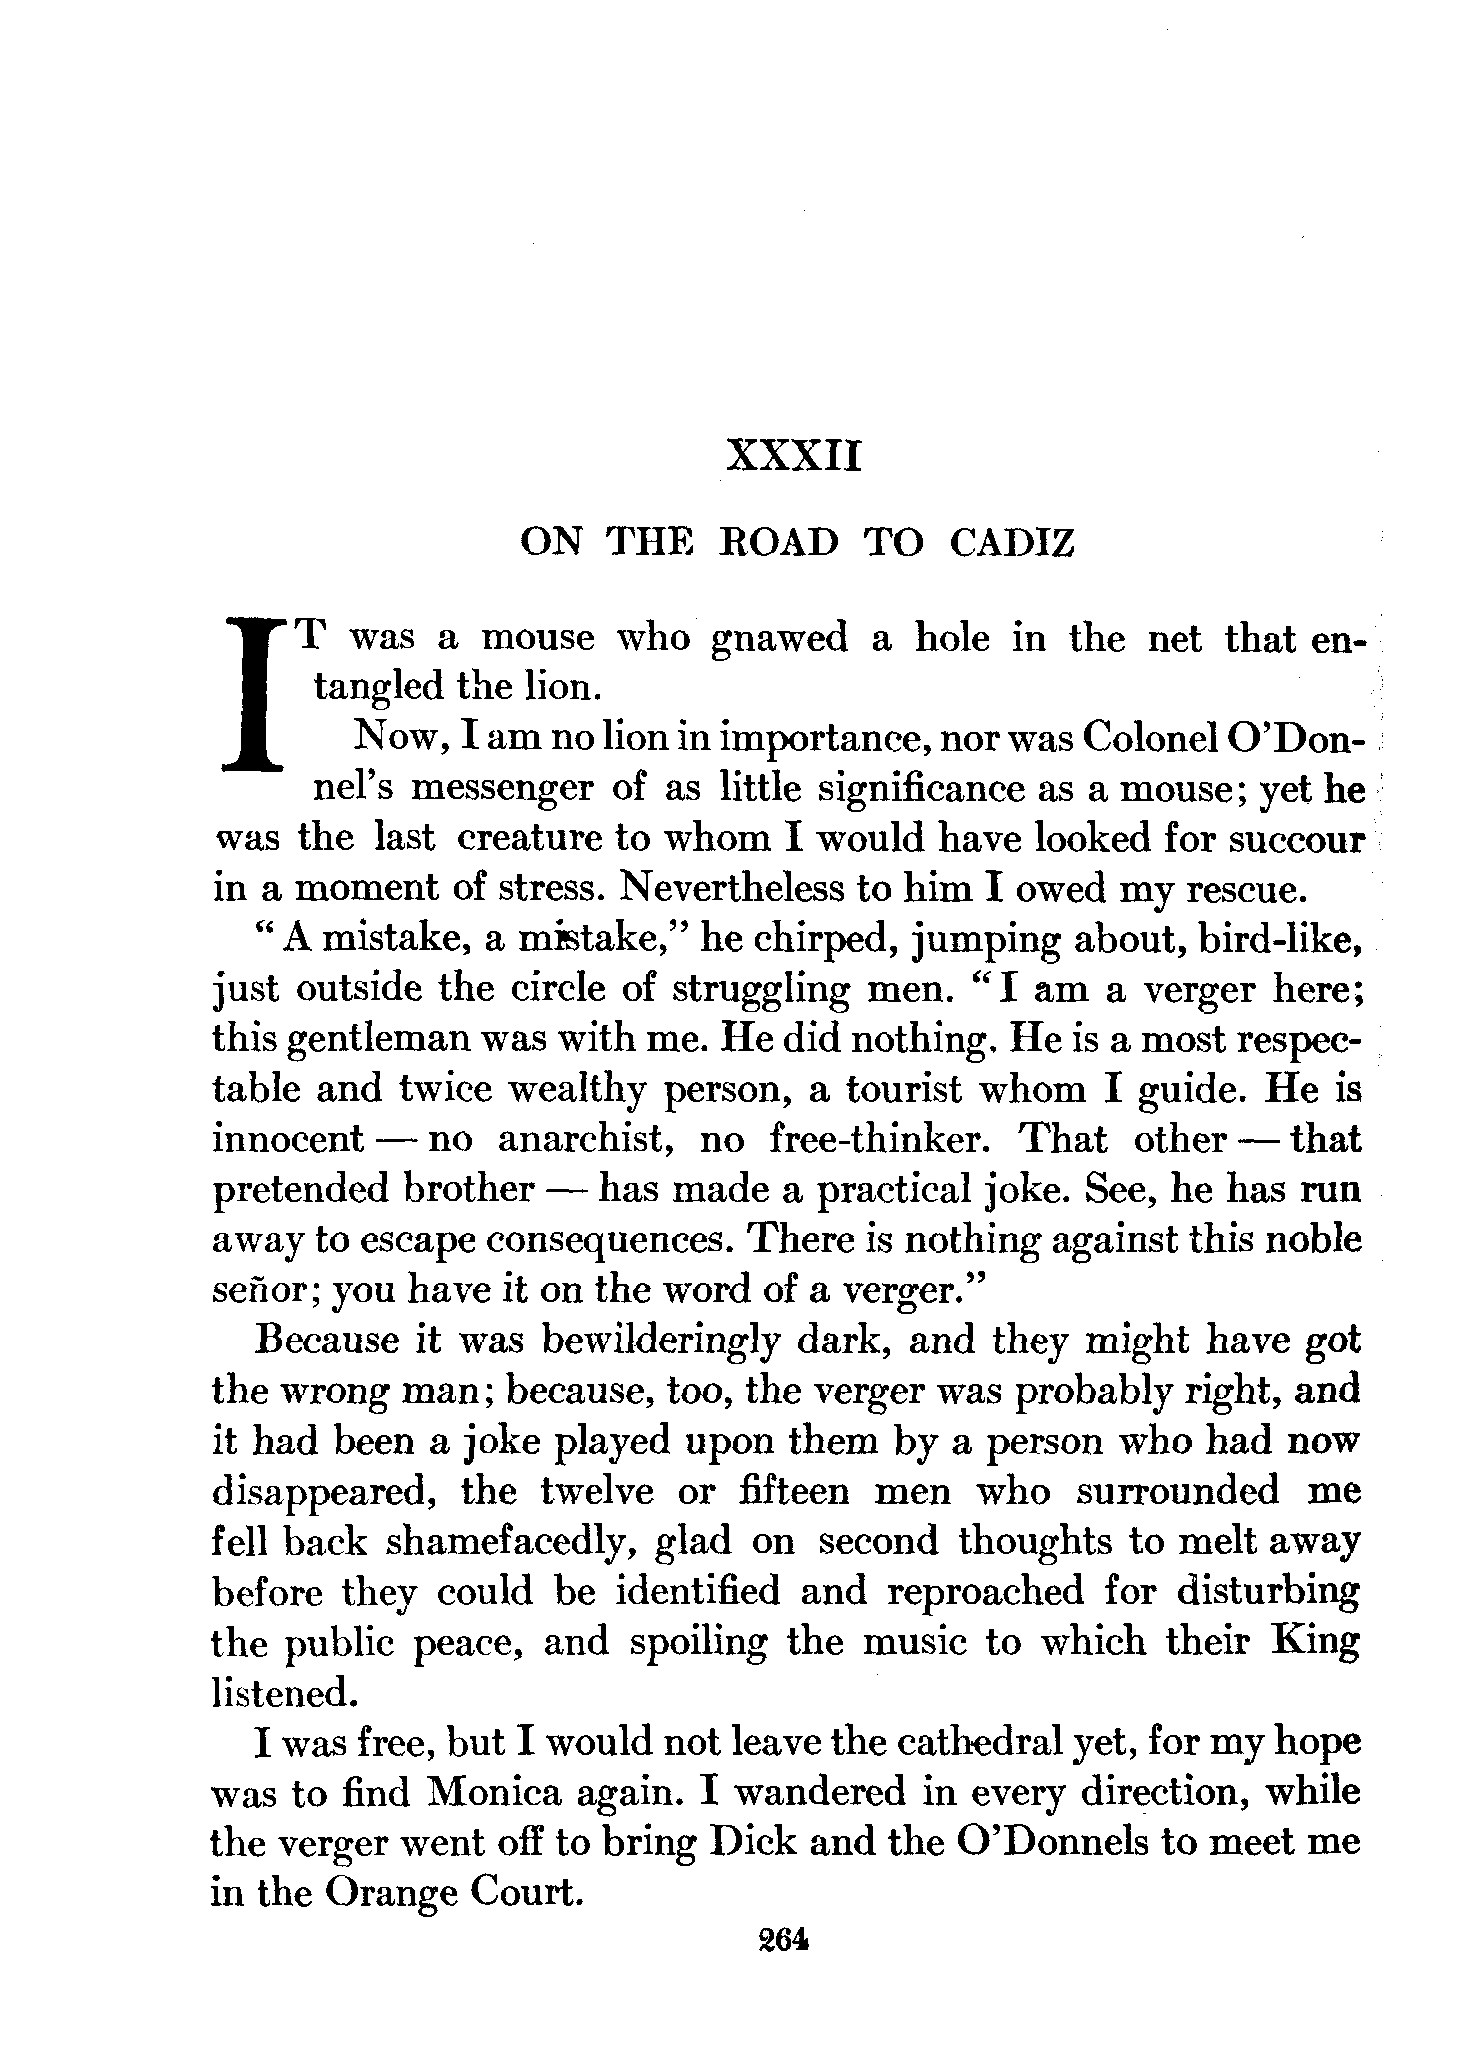 XXXII
ON THE ROAD TO CADIZ
IT was a mouse who gnawed a hole in the net that en-
tangled the lion.
Now, I am no lion in importance, nor was Colonel O'Don-
nel's messenger of as little significance as a mouse; yet he
was the last creature to whom I would have looked for succour
in a moment of stress. Nevertheless to him I owed my rescue.
"A mistake, a mistake," he chirped, jumping about, bird-like,
just outside the circle of struggling men. "I am a verger here;
this gentleman was with me. He did nothing. He is a most respec-
table and twice wealthy person, a tourist whom I guide. He is
innocent — no anarchist, no free-thinker. That other — that
pretended brother — has made a practical joke. See, he has run
away to escape consequences. There is nothing against this noble
señor; you have it on the word of a verger."
Because it was bewilderingly dark, and they might have got
the wrong man; because, too, the verger was probably right, and
it had been a joke played upon them by a person who had now
disappeared, the twelve or fifteen men who surrounded me
fell back shamefacedly, glad on second thoughts to melt away
before they could be identified and reproached for disturbing
the public peace, and spoiling the music to which their King
listened.
I was free, but I would not leave the cathedral yet, for my hope
was to find Monica again. I wandered in every direction, while
the verger went off to bring Dick and the O'Donnels to meet me
in the Orange Court.
264